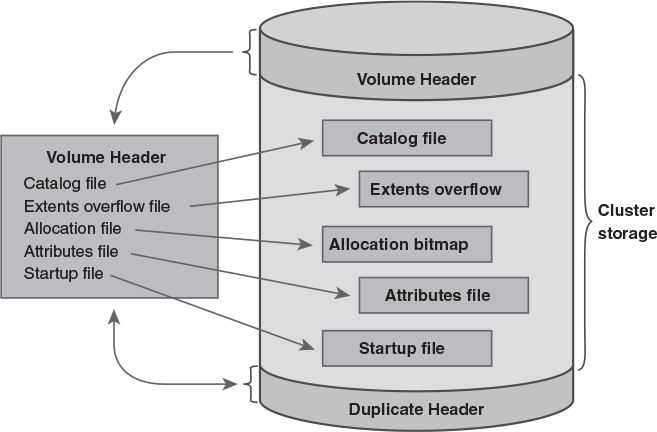 Volume Header
Catalog file
Extents overflow file
Allocation file
Attributes file
Startup file
Volume Header
Catalog file
Extents overflow
Allocation bitmap
Attributes file
Startup file
Duplicate Header
Cluster
storage